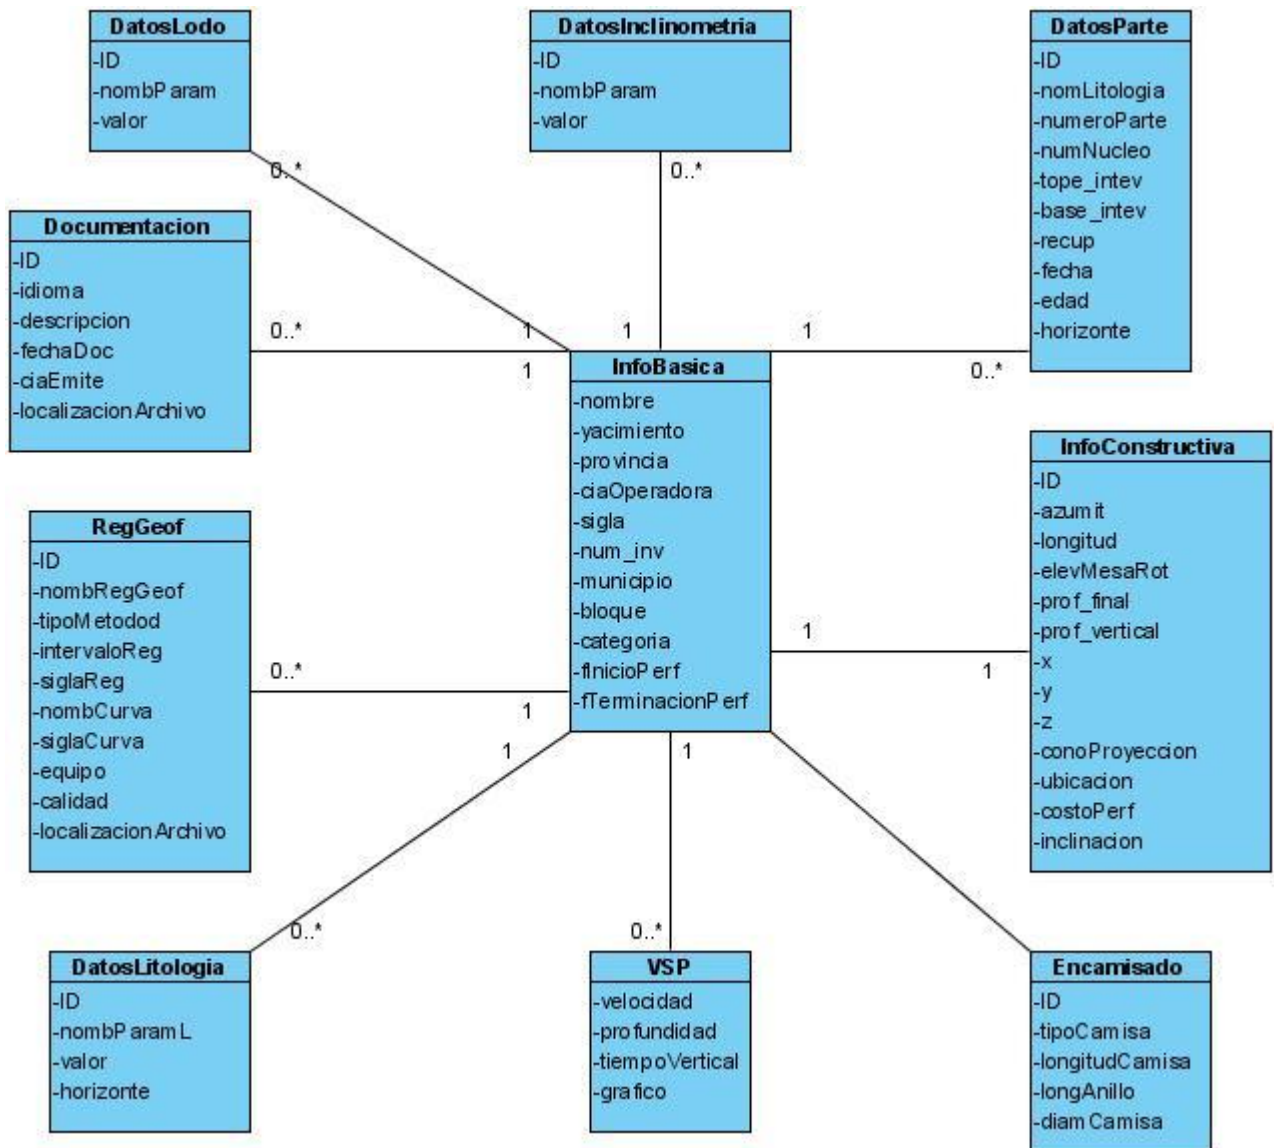 DatosLodo
-ID
-nombParam
-valor
0..*
DatosInclinometria
-ID
-nombParam
-valor
0..*
DatosParte
-ID
-nomLitologia
-numeroParte
-numNucleo
-tope_intev
-base_intev
-recup
-fecha
-edad
-horizonte
Documentacion
-ID
-idioma
-descripcion
-fechaDoc
-ciaEmite
-localizacionArchivo
0..*
1
1
1
1
0..*
InfoBasica
-nombre
-yacimiento
-provincia
-ciaOperadora
-sigla
-num_inv
-municipio
-bloque
-categoria
-fInicioPerf
-fTerminacionPerf
InfoConstructiva
-ID
-azumit
-longitud
-elevMesaRot
-prof_final
-prof_vertical
-x
-y
-z
-conoProyeccion
-ubicacion
-costoPerf
-inclinacion
1
1
RegGeof
-ID
-nombRegGeof
-tipoMetodod
-intervaloReg
-siglaReg
-nombCurva
-siglaCurva
-equipo
-calidad
-localizacionArchivo
0..*
1
1
1
0..*
0..*
DatosLitologia
-ID
-nombParamL
-valor
-horizonte
VSP
-velocidad
-profundidad
-tiempoVertical
-grafico
Encamisado
-ID
-tipoCamisa
-longitudCamisa
-longAnillo
-diamCamisa